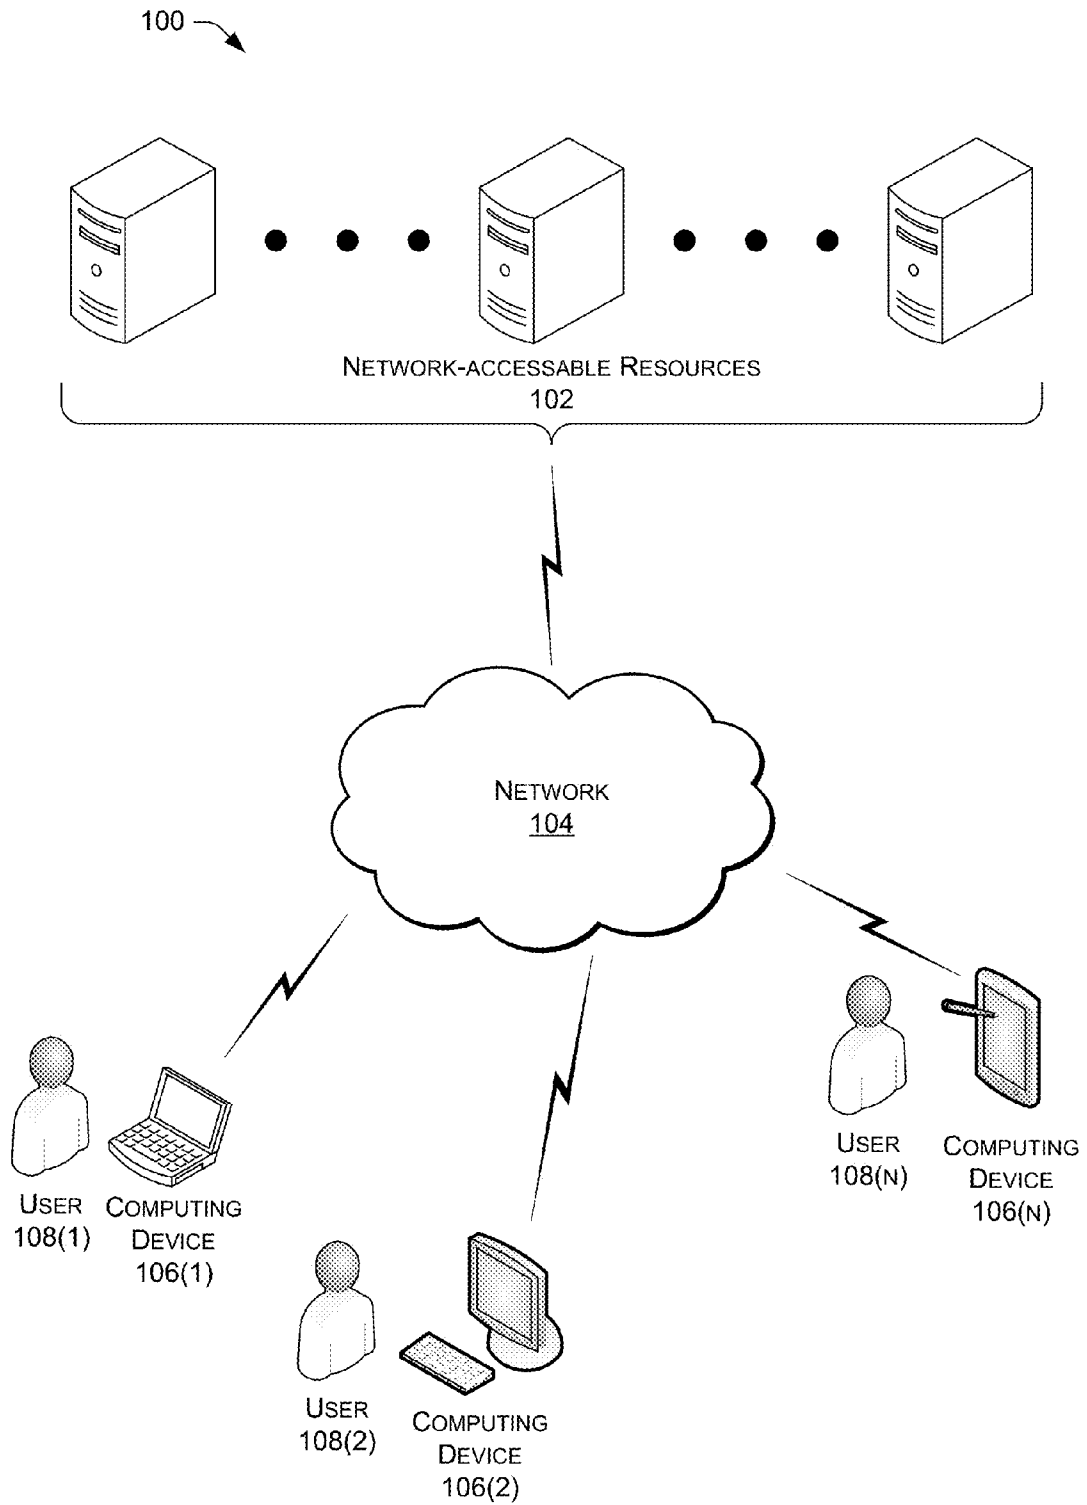 100
NETWORK-ACCESSABLE RESOURCES
102
NETWORK
104
USER
108(1)
COMPUTING
DEVICE
106(1)
USER
108(2)
COMPUTING
DEVICE
106(2)
USER
108(N)
COMPUTING
DEVICE
106(N)